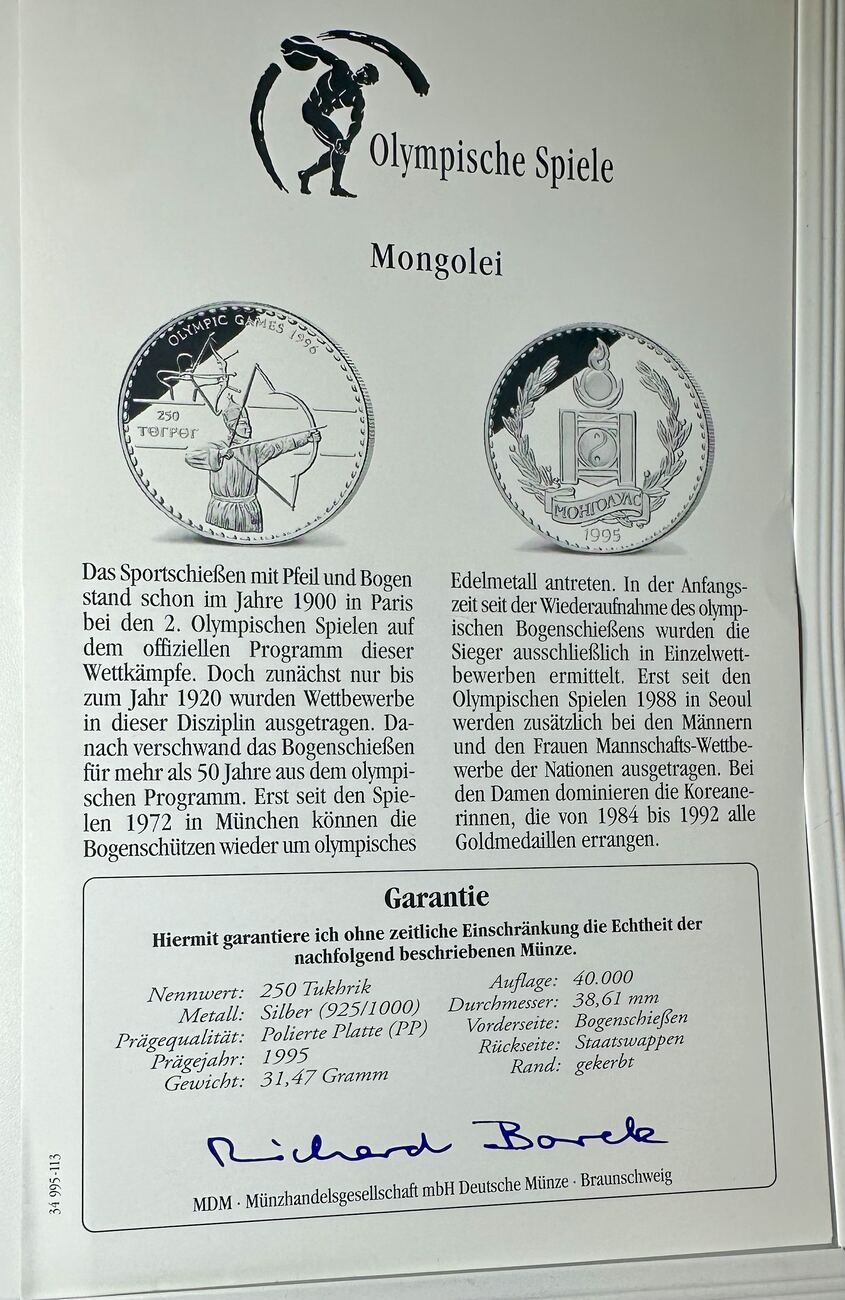 Olympische Spiele
Mongolei
OLYMPIC GAMES 1996
250
ТӨГРӨГ
МОНГОЛ УЛС
1995
Das Sportschießen mit Pfeil und Bogen
stand schon im Jahre 1900 in Paris
bei den 2. Olympischen Spielen auf
dem offiziellen Programm dieser
Wettkämpfe. Doch zunächst nur bis
zum Jahr 1920 wurden Wettbewerbe
in dieser Disziplin ausgetragen. Da-
nach verschwand das Bogenschießen
für mehr als 50 Jahre aus dem olympi-
schen Programm. Erst seit den Spie-
len 1972 in München können die
Bogenschützen wieder um olympisches
Edelmetall antreten. In der Anfangs-
zeit seit der Wiederaufnahme des olymp-
ischen Bogenschießens wurden die
Sieger ausschließlich in Einzelwett-
bewerben ermittelt. Erst seit den
Olympischen Spielen 1988 in Seoul
werden zusätzlich bei den Männern
und den Frauen Mannschafts-Wettbe-
werbe der Nationen ausgetragen. Bei
den Damen dominieren die Koreane-
rinnen, die von 1984 bis 1992 alle
Goldmedaillen errangen.
Garantie
Hiermit garantiere ich ohne zeitliche Einschränkung die Echtheit der
nachfolgend beschriebenen Münze.
Nennwert: 250 Tukhrik
Metall: Silber (925/1000)
Prägequalität: Polierte Platte (PP)
Prägejahr: 1995
Gewicht: 31,47 Gramm
Auflage: 40.000
Durchmesser: 38,61 mm
Vorderseite: Bogenschießen
Rückseite: Staatswappen
Rand: gekerbt
Richard Borek
MDM · Münzhandelsgesellschaft mbH Deutsche Münze · Braunschweig
34 995-113